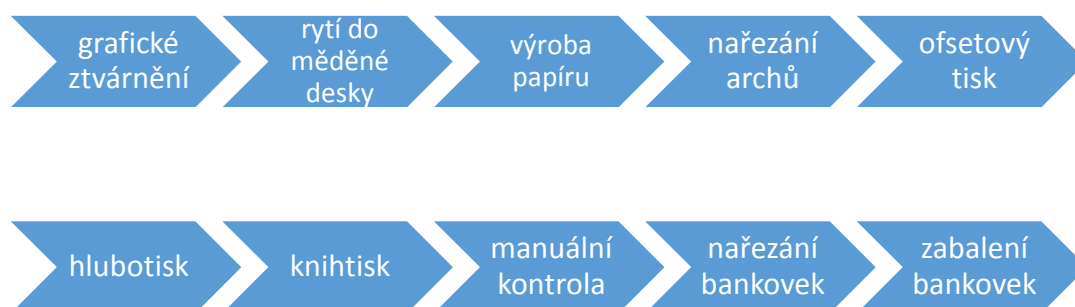 grafické
ztvárnění
rytí do
měděné
desky
výroba
papíru
nařezání
archů
ofsetový
tisk
hlubotisk
knihtisk
manuální
kontrola
nařezání
bankovek
zabalení
bankovek